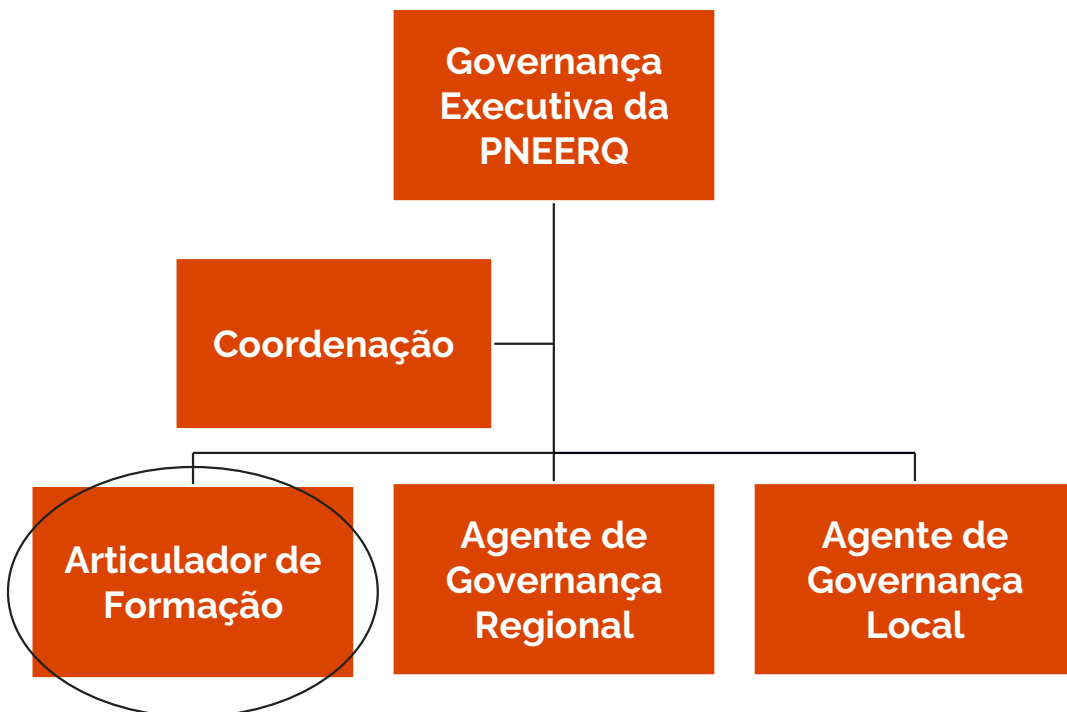 Governança
Executiva da
PNEERQ
Coordenação
Articulador de
Formação
Agente de
Governança
Regional
Agente de
Governança
Local